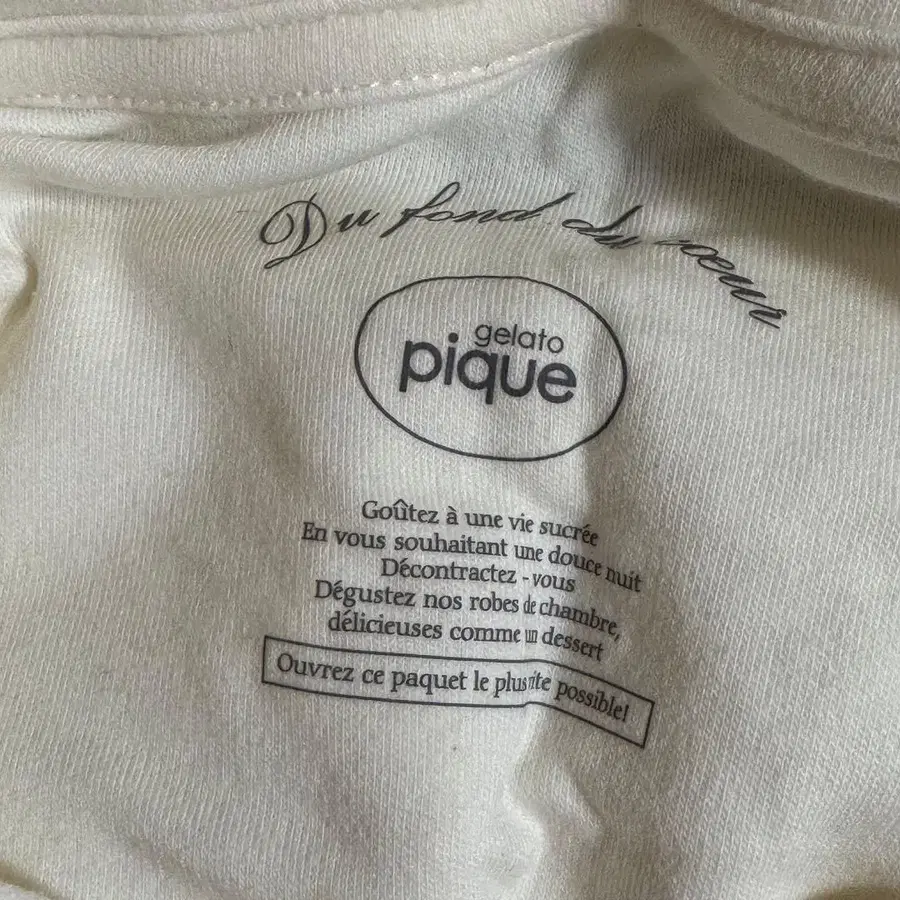 Du fond du coeur
gelato
pique
Goûtez à une vie sucrée
En vous souhaitant une douce nuit
Décontractez - vous
Dégustez nos robes de chambre,
délicieuses comme un dessert
Ouvrez ce paquet le plus vite possible!